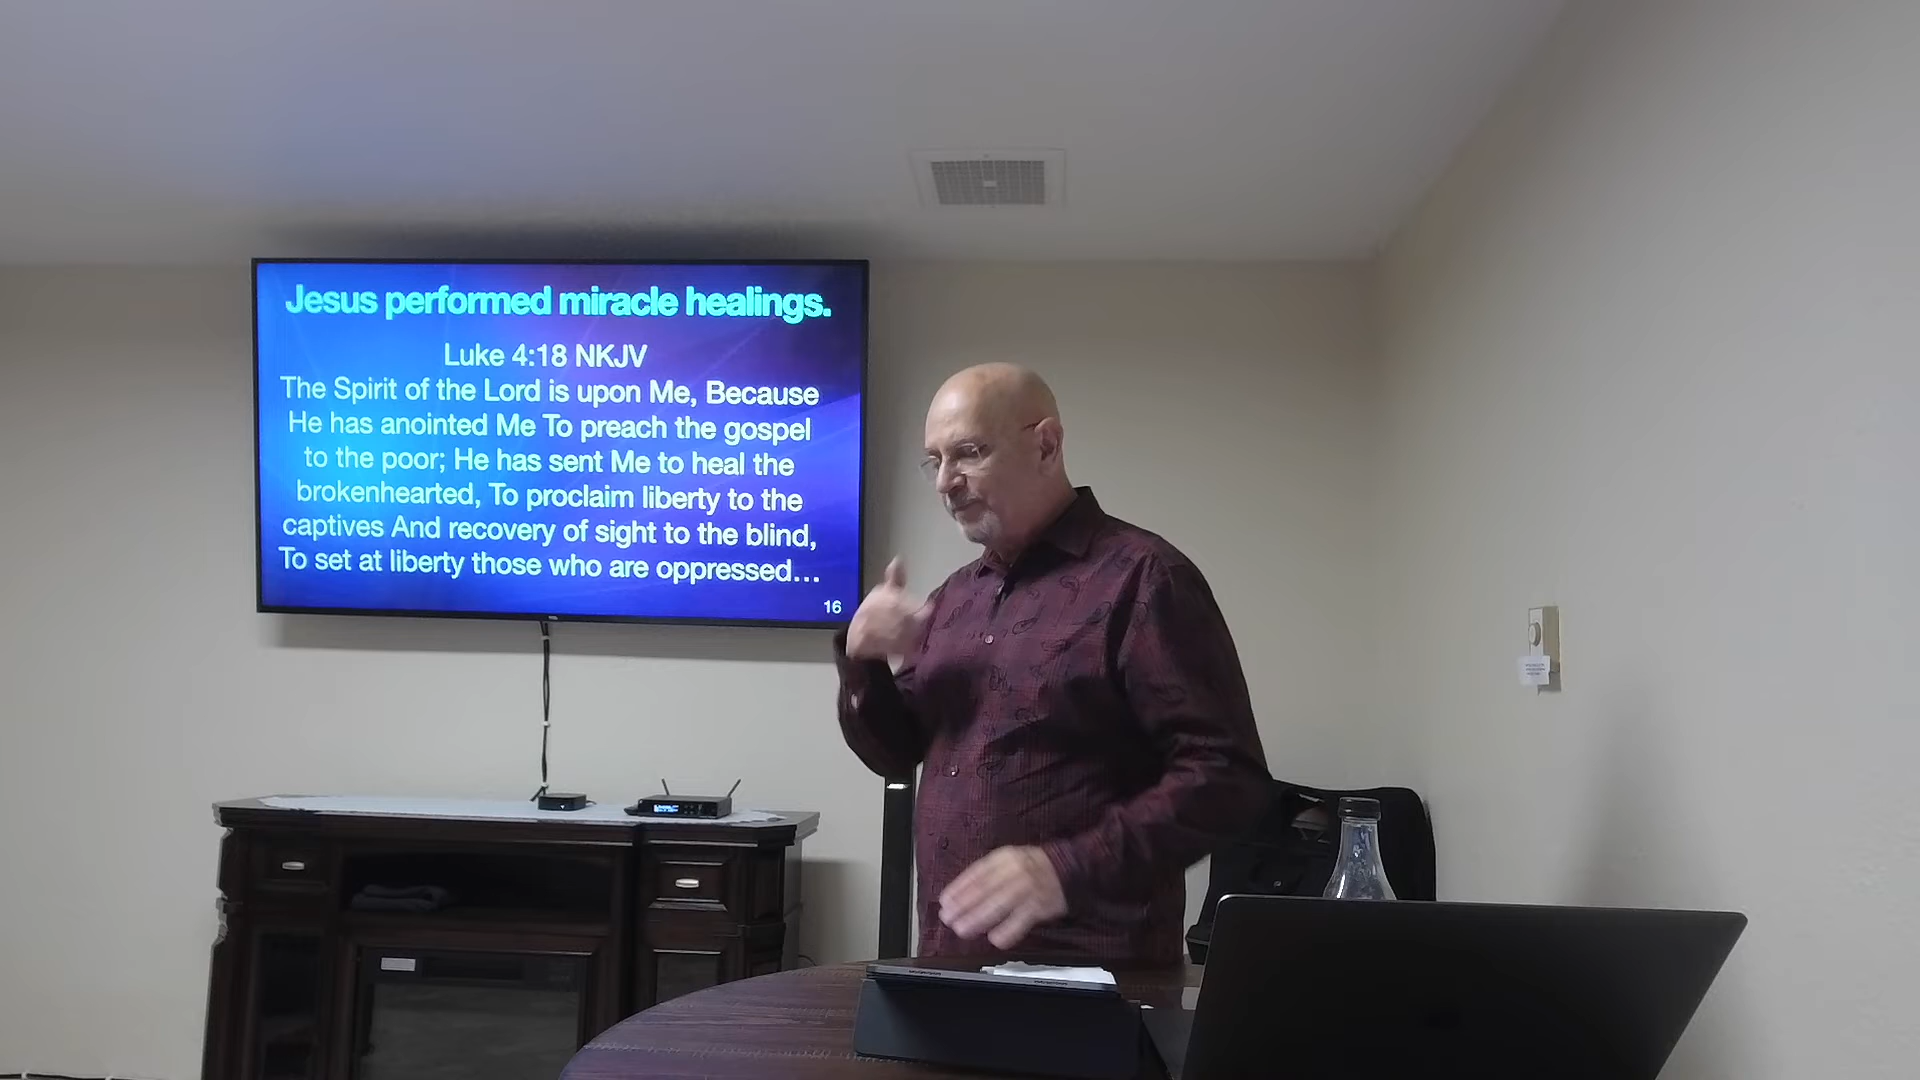 Jesus performed miracle healings.
Luke 4:18 NKJV
The Spirit of the Lord is upon Me, Because
He has anointed Me To preach the gospel
to the poor; He has sent Me to heal the
brokenhearted, To proclaim liberty to the
captives And recovery of sight to the blind,
To set at liberty those who are oppressed...
16